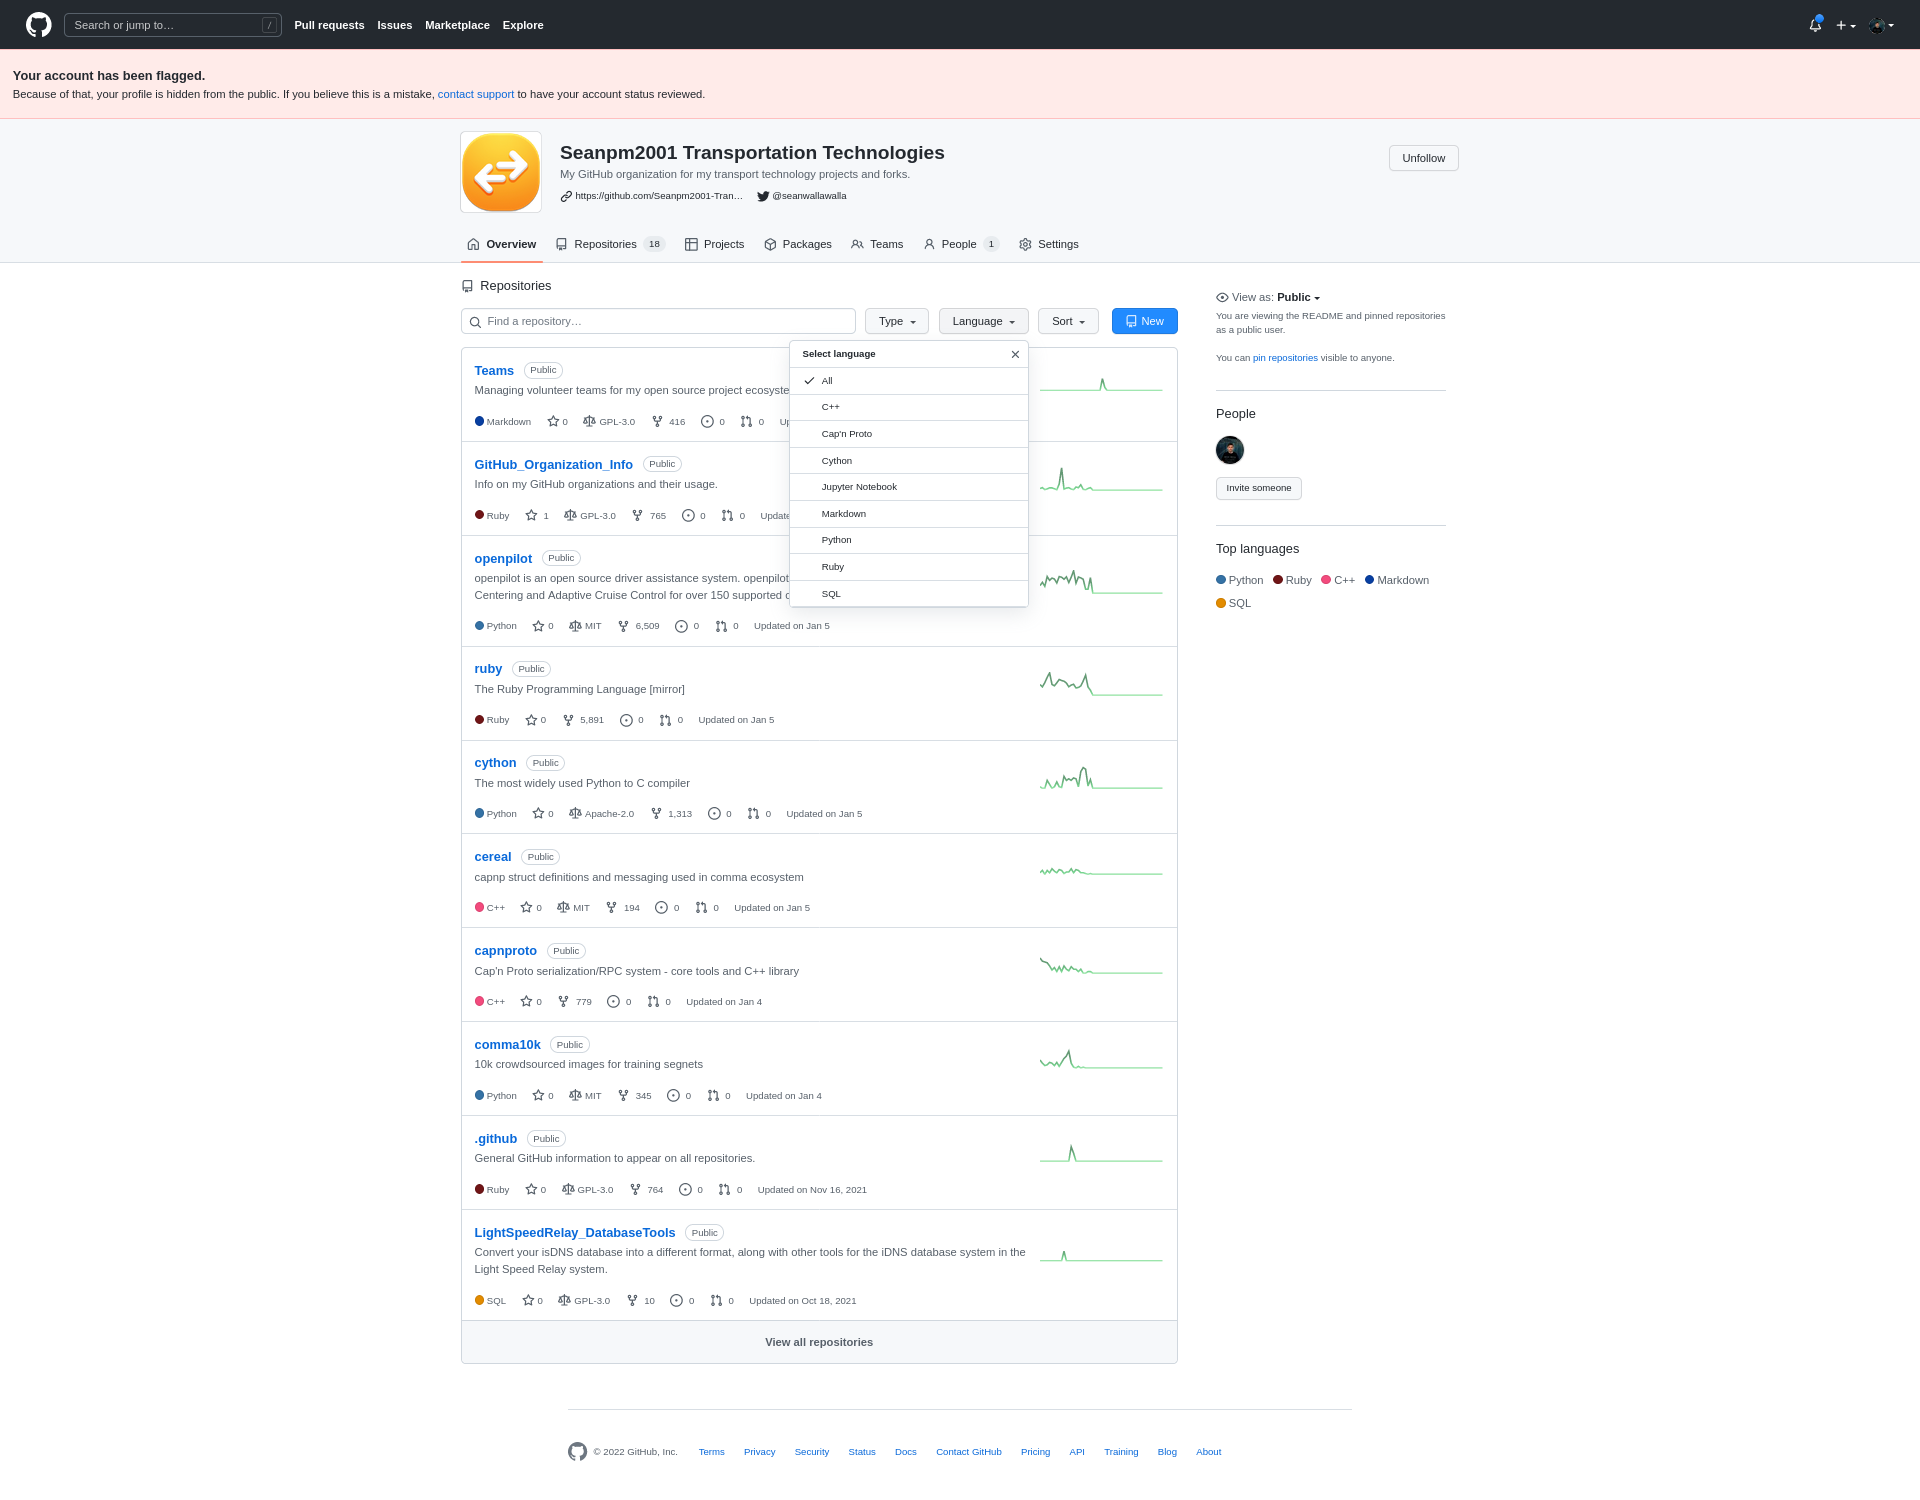 Search or jump to… /
Pull requests Issues Marketplace Explore
Your account has been flagged.
Because of that, your profile is hidden from the public. If you believe this is a mistake, contact support to have your account status reviewed.
Seanpm2001 Transportation Technologies
My GitHub organization for my transport technology projects and forks.
https://github.com/Seanpm2001-Tran… @seanwallawalla
Unfollow
Overview Repositories 18 Projects Packages Teams People 1 Settings
Repositories
Find a repository… Type Language Sort New
Select language
All
C++
Cap'n Proto
Cython
Jupyter Notebook
Markdown
Python
Ruby
SQL
Teams Public
Managing volunteer teams for my open source project ecosyste
Markdown 0 GPL-3.0 416 0 0 Up
GitHub_Organization_Info Public
Info on my GitHub organizations and their usage.
Ruby 1 GPL-3.0 765 0 0 Update
openpilot Public
openpilot is an open source driver assistance system. openpilot
Centering and Adaptive Cruise Control for over 150 supported c
Python 0 MIT 6,509 0 0 Updated on Jan 5
ruby Public
The Ruby Programming Language [mirror]
Ruby 0 5,891 0 0 Updated on Jan 5
cython Public
The most widely used Python to C compiler
Python 0 Apache-2.0 1,313 0 0 Updated on Jan 5
cereal Public
capnp struct definitions and messaging used in comma ecosystem
C++ 0 MIT 194 0 0 Updated on Jan 5
capnproto Public
Cap'n Proto serialization/RPC system - core tools and C++ library
C++ 0 779 0 0 Updated on Jan 4
comma10k Public
10k crowdsourced images for training segnets
Python 0 MIT 345 0 0 Updated on Jan 4
.github Public
General GitHub information to appear on all repositories.
Ruby 0 GPL-3.0 764 0 0 Updated on Nov 16, 2021
LightSpeedRelay_DatabaseTools Public
Convert your isDNS database into a different format, along with other tools for the iDNS database system in the
Light Speed Relay system.
SQL 0 GPL-3.0 10 0 0 Updated on Oct 18, 2021
View all repositories
View as: Public
You are viewing the README and pinned repositories
as a public user.
You can pin repositories visible to anyone.
People
Invite someone
Top languages
Python Ruby C++ Markdown
SQL
© 2022 GitHub, Inc. Terms Privacy Security Status Docs Contact GitHub Pricing API Training Blog About